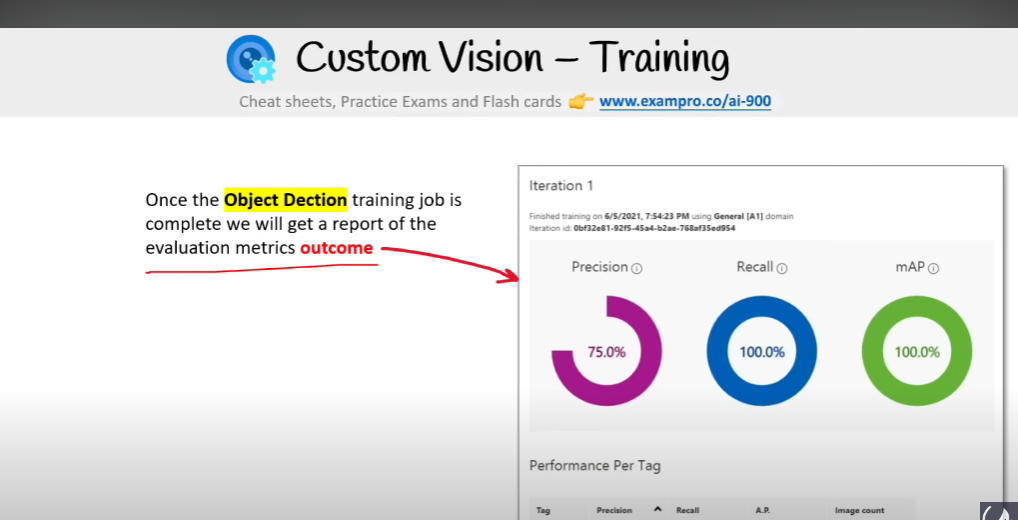 Custom Vision – Training
Cheat sheets, Practice Exams and Flash cards 👉 www.exampro.co/ai-900
Once the Object Dection training job is
complete we will get a report of the
evaluation metrics outcome
Iteration 1
Finished training on 6/5/2021, 7:54:23 PM using General [A1] domain
Iteration id: 0bf32e81-92f5-45a4-b2ae-768af35ed954
Precision Recall mAP
75.0% 100.0% 100.0%
Performance Per Tag
Tag Precision Recall A.P. Image count